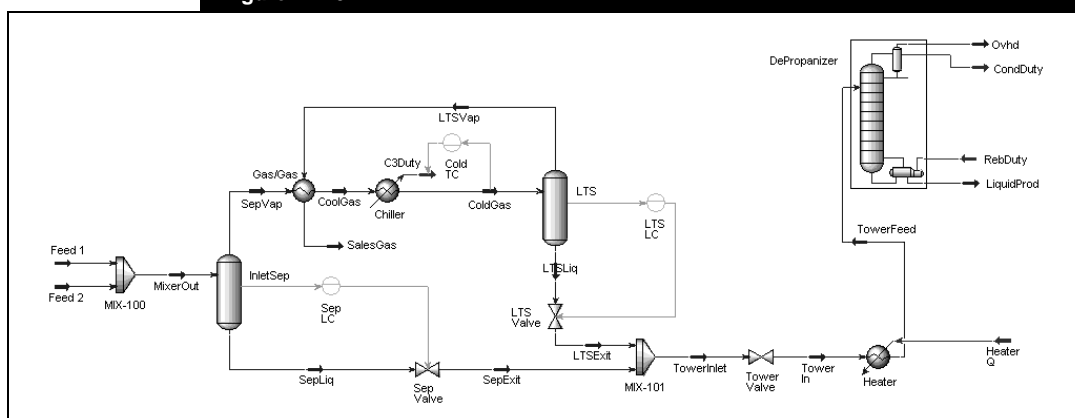 Ovhd
DePropanizer
CondDuty
LTSVap
C3Duty
Cold
TC
Gas/Gas
RebDuty
LiquidProd
SepVap
CoolGas
Chiller
ColdGas
LTS
LTS
LC
SalesGas
TowerFeed
Feed 1
Feed 2
MIX-100
MixerOut
InletSep
Sep
LC
LTSLiq
LTS
Valve
LTSExit
SepLiq
Sep
Valve
SepExit
MIX-101
TowerInlet
Tower
Valve
Tower
In
Heater
Heater
Q